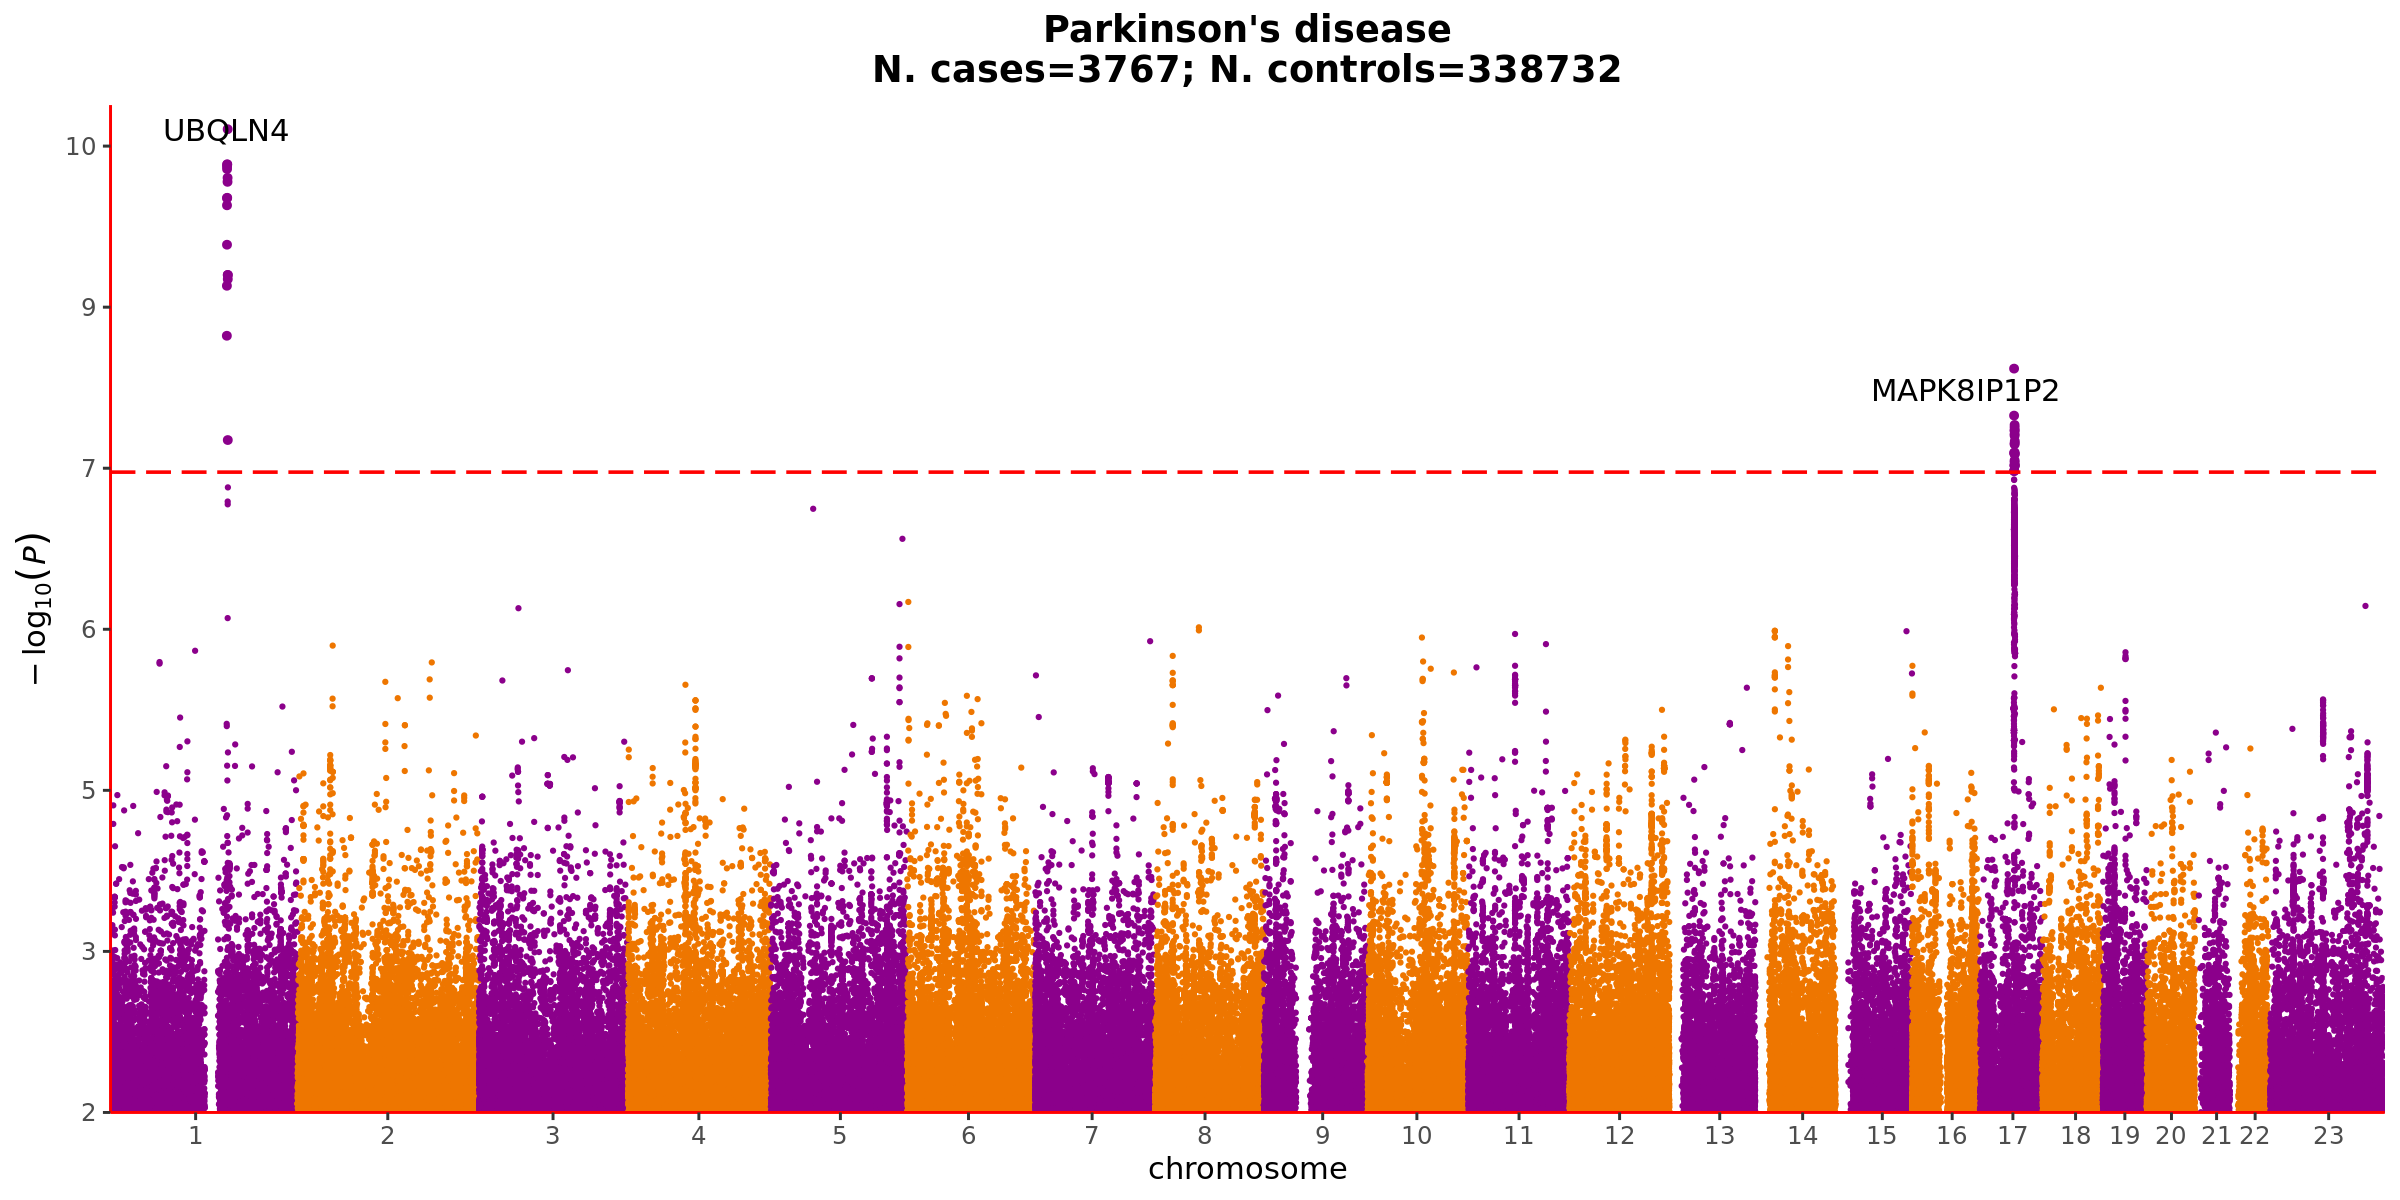 Parkinson's disease
N. cases=3767; N. controls=338732
UBQLN4
MAPK8IP1P2
10
9
7
6
5
3
2
−log10(P)
1 2 3 4 5 6 7 8 9 10 11 12 13 14 15 16 17 18 19 20 21 22 23
chromosome